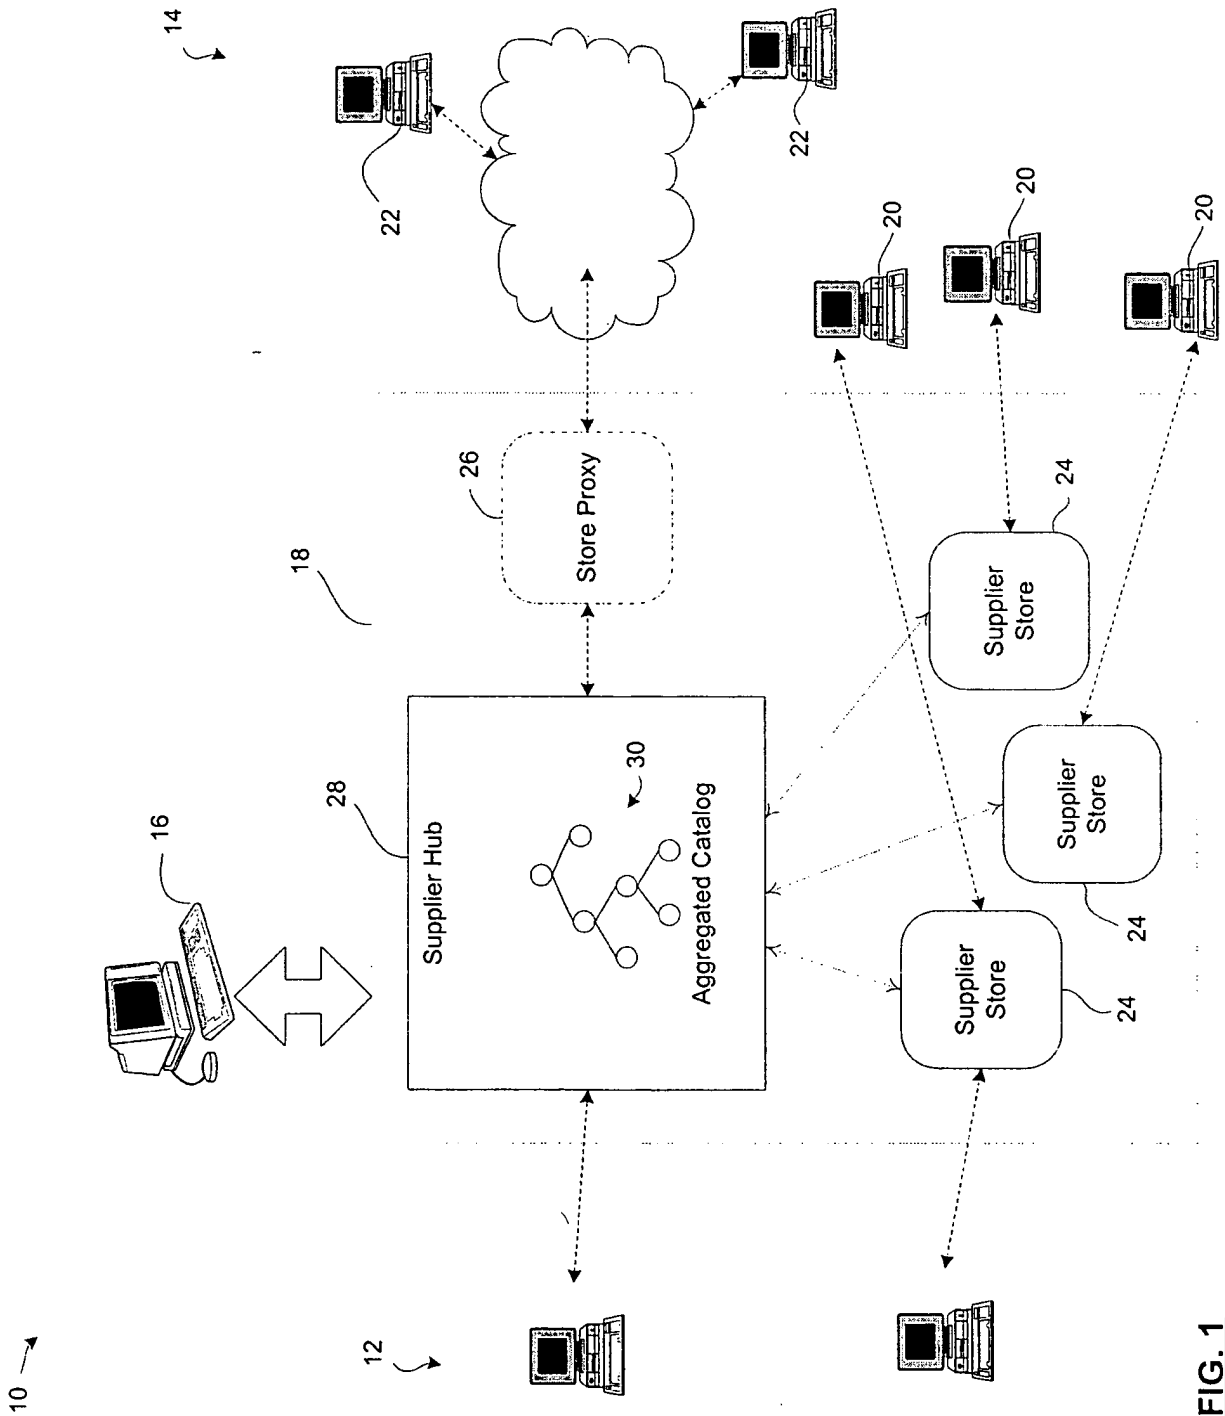 10
16
14
18
28
12
22
Supplier Hub
26
Store Proxy
30
Aggregated Catalog
22
20
Supplier
Store
Supplier
Store
20
24
Supplier
Store
24
24
20
FIG. 1